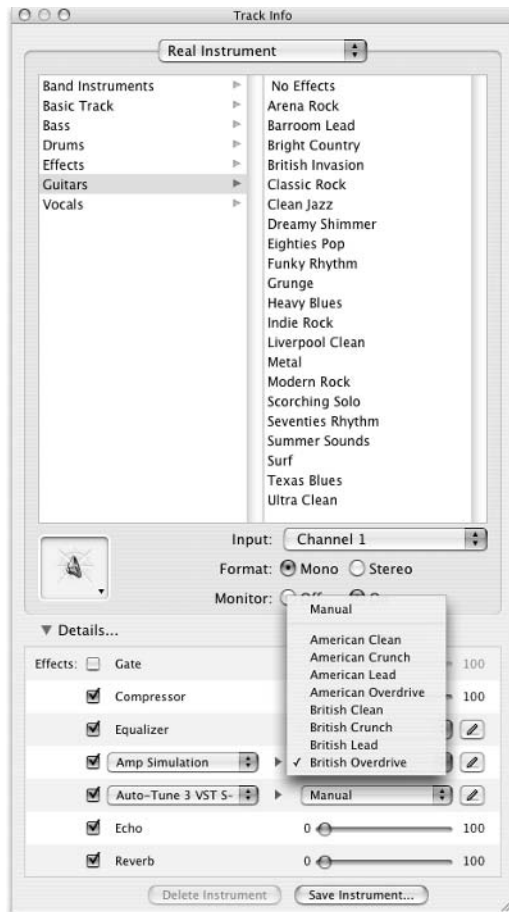 Track Info
Real Instrument
Band Instruments
Basic Track
Bass
Drums
Effects
Guitars
Vocals
No Effects
Arena Rock
Barroom Lead
Bright Country
British Invasion
Classic Rock
Clean Jazz
Dreamy Shimmer
Eighties Pop
Funky Rhythm
Grunge
Heavy Blues
Indie Rock
Liverpool Clean
Metal
Modern Rock
Scorching Solo
Seventies Rhythm
Summer Sounds
Surf
Texas Blues
Ultra Clean
Input: Channel 1
Format: Mono Stereo
Monitor:
Manual
American Clean
American Crunch
American Lead
American Overdrive
British Clean
British Crunch
British Lead
✓ British Overdrive
Details...
Effects: Gate 100
Compressor 100
Equalizer
Amp Simulation
Auto-Tune 3 VST S- Manual
Echo 0 100
Reverb 0 100
Delete Instrument Save Instrument...